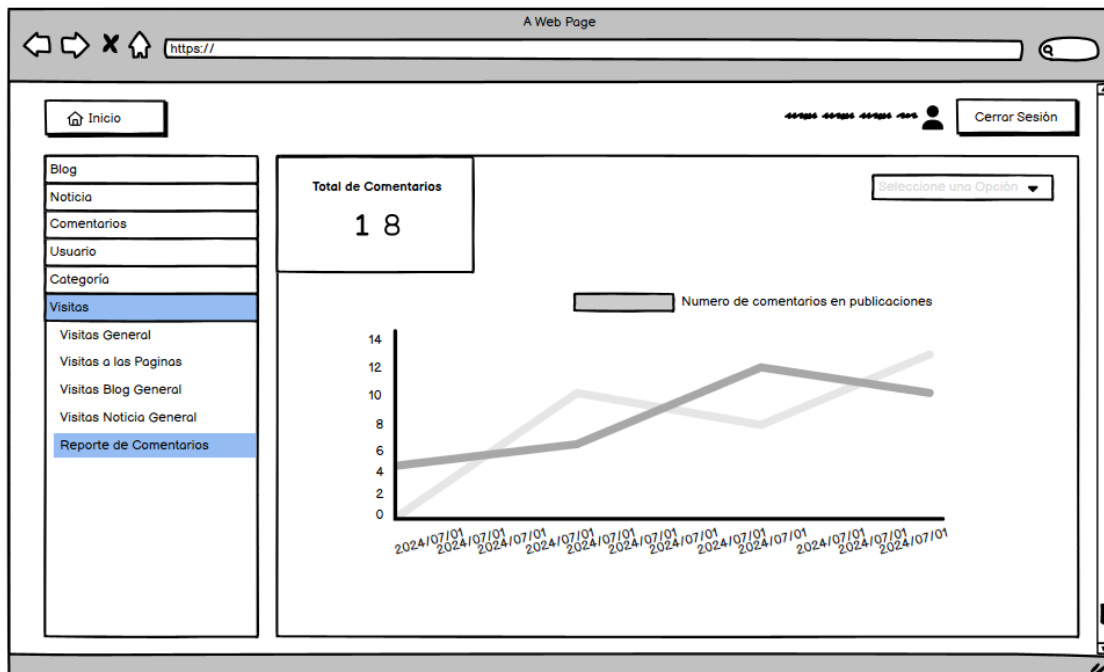 A Web Page
https://
Inicio
Cerrar Sesión
Blog
Noticia
Comentarios
Usuario
Categoría
Visitas
Visitas General
Visitas a las Paginas
Visitas Blog General
Visitas Noticia General
Reporte de Comentarios
Total de Comentarios
18
Seleccione una Opción
Numero de comentarios en publicaciones
14
12
10
8
6
4
2
0
2024/07/01 2024/07/01 2024/07/01 2024/07/01 2024/07/01 2024/07/01 2024/07/01 2024/07/01 2024/07/01 2024/07/01 2024/07/01 2024/07/01